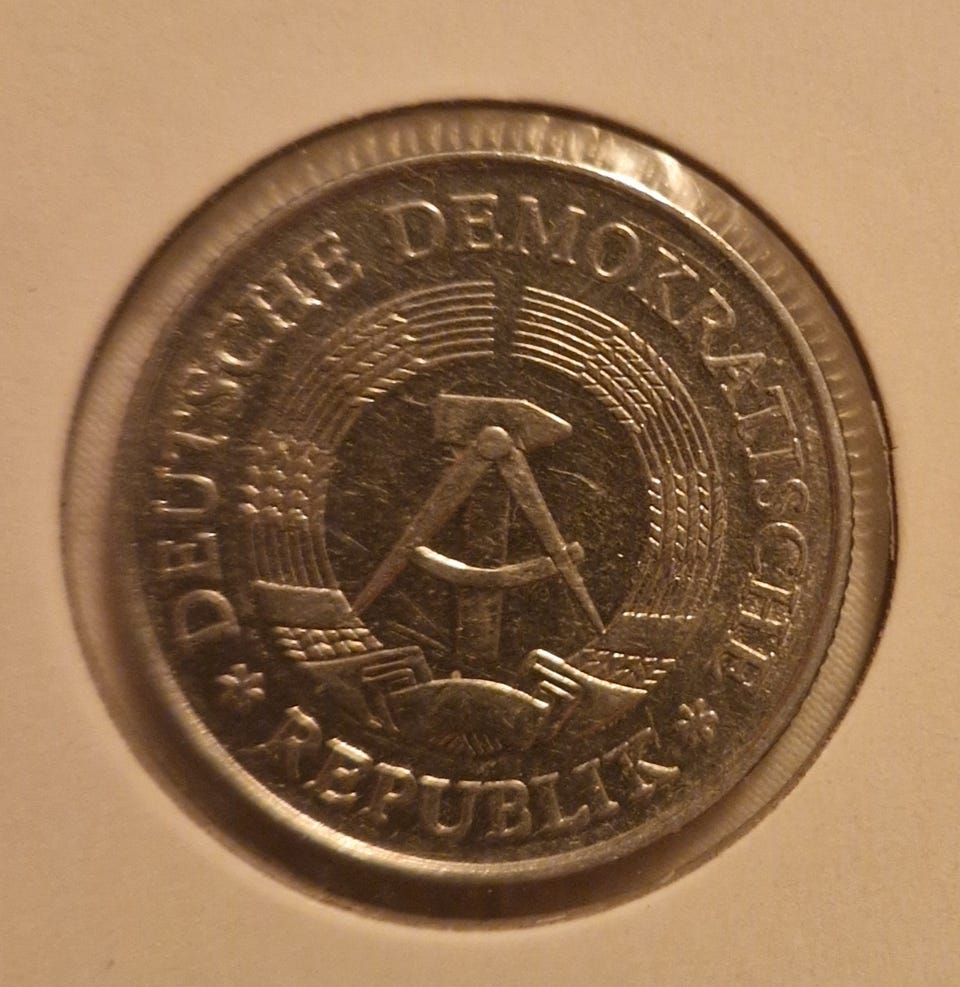 DEUTSCHE DEMOKRATISCHE
* REPUBLIK *